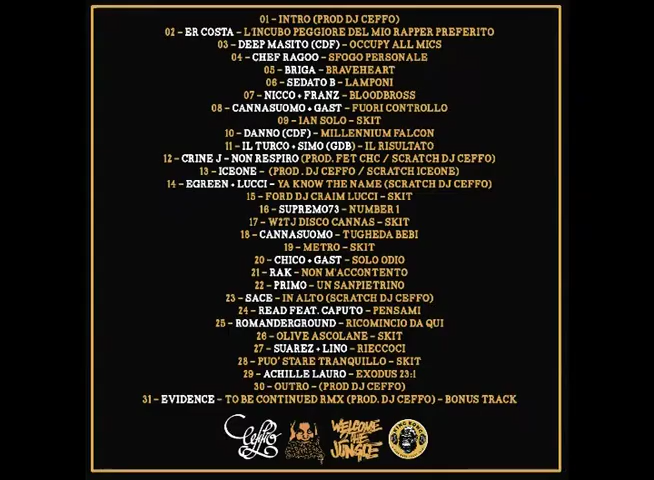 01 - INTRO (PROD DJ CEFFO)
02 - ER COSTA - L'INCUBO PEGGIORE DEL MIO RAPPER PREFERITO
03 - DEEP MASITO (CDF) - OCCUPY ALL MICS
04 - CHEF RAGOO - SFOGO PERSONALE
05 - BRIGA - BRAVEHEART
06 - SEDATO B - LAMPONI
07 - NICCO + FRANZ - BLOODBROSS
08 - CANNASUOMO + GAST - FUORI CONTROLLO
09 - IAN SOLO - SKIT
10 - DANNO (CDF) - MILLENNIUM FALCON
11 - IL TURCO + SIMO (GDB) - IL RISULTATO
12 - CRINE J - NON RESPIRO (PROD. FET CHC / SCRATCH DJ CEFFO)
13 - ICEONE - (PROD . DJ CEFFO / SCRATCH ICEONE)
14 - EGREEN + LUCCI - YA KNOW THE NAME (SCRATCH DJ CEFFO)
15 - FORD DJ CRAIM LUCCI - SKIT
16 - SUPREMO73 - NUMBER 1
17 - W2TJ DISCO CANNAS - SKIT
18 - CANNASUOMO - TUGHEDA BEBI
19 - METRO - SKIT
20 - CHICO + GAST - SOLO ODIO
21 - RAK - NON M'ACCONTENTO
22 - PRIMO - UN SANPIETRINO
23 - SACE - IN ALTO (SCRATCH DJ CEFFO)
24 - READ FEAT. CAPUTO - PENSAMI
25 - ROMANDERGROUND - RICOMINCIO DA QUI
26 - OLIVE ASCOLANE - SKIT
27 - SUAREZ + LINO - RIECCOCI
28 - PUO' STARE TRANQUILLO - SKIT
29 - ACHILLE LAURO - EXODUS 23:1
30 - OUTRO - (PROD DJ CEFFO)
31 - EVIDENCE - TO BE CONTINUED RMX (PROD. DJ CEFFO) - BONUS TRACK
Ceffo
WELCOME 2 THE JUNGLE